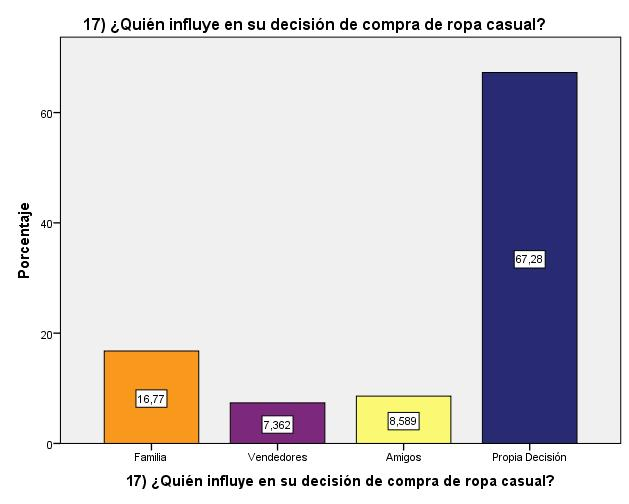 17) ¿Quién influye en su decisión de compra de ropa casual?
Porcentaje
60
40
20
0
67,28
16,77
7,362
8,589
Familia Vendedores Amigos Propia Decisión
17) ¿Quién influye en su decisión de compra de ropa casual?